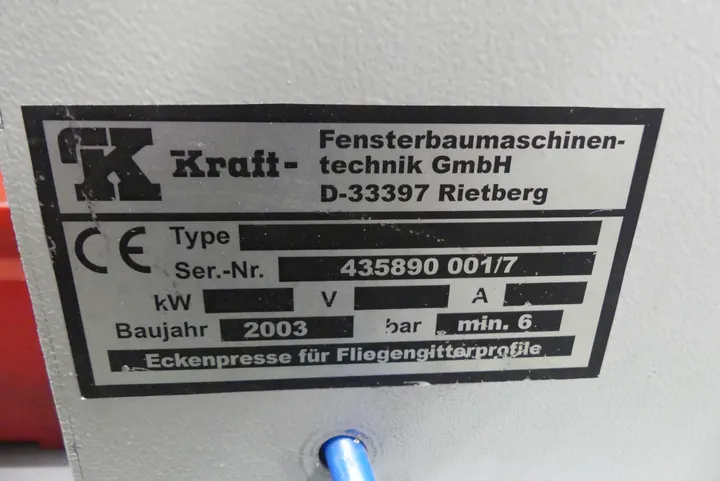 K Kraft-
Fensterbaumaschinen-
technik GmbH
D-33397 Rietberg
CE
Type
Ser.-Nr. 435890 001/7
kW V A
Baujahr 2003 bar min. 6
Eckenpresse für Fliegengitterprofile